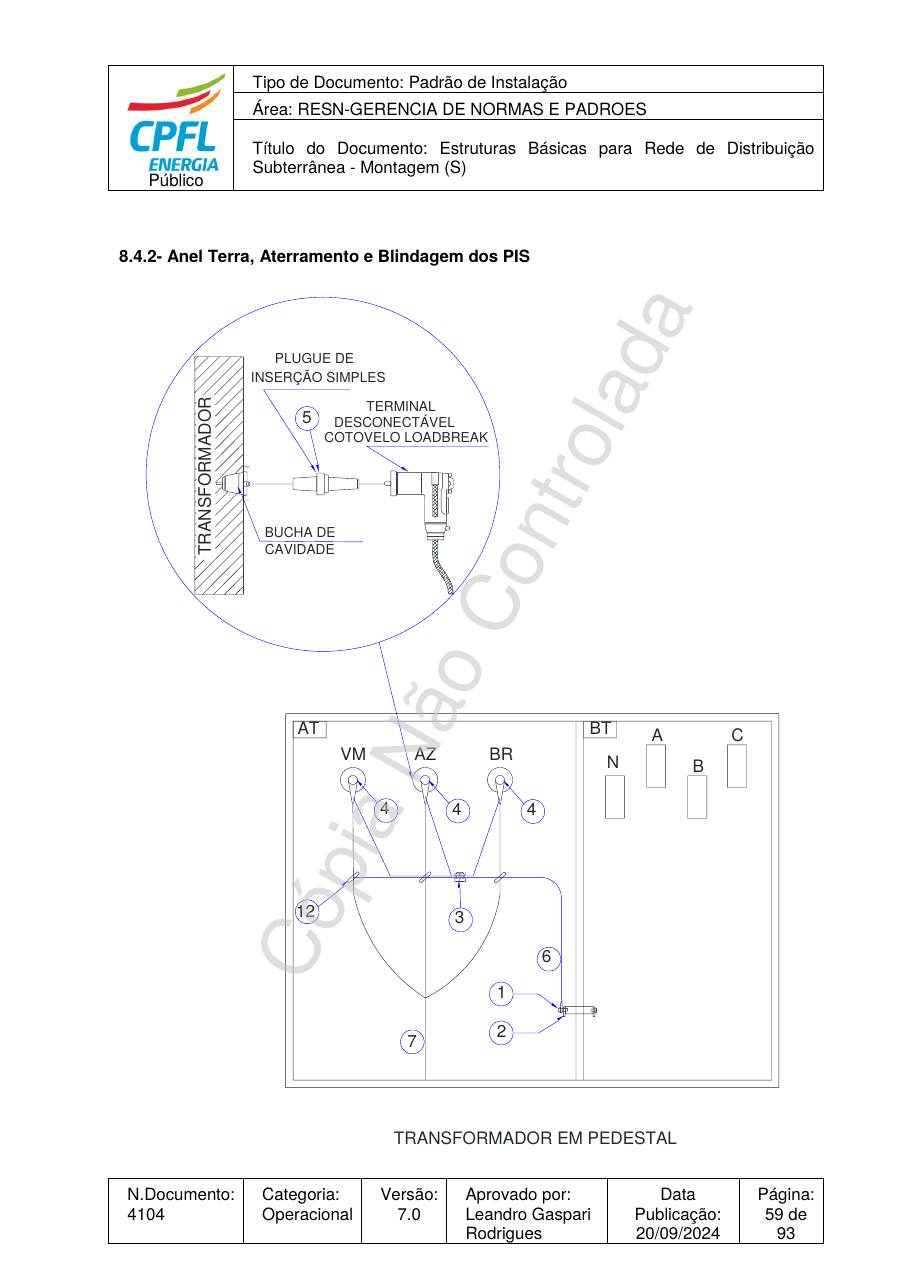 CPFL
ENERGIA
Público
Tipo de Documento: Padrão de Instalação
Área: RESN-GERENCIA DE NORMAS E PADROES
Título do Documento: Estruturas Básicas para Rede de Distribuição
Subterrânea - Montagem (S)
8.4.2- Anel Terra, Aterramento e Blindagem dos PIS
PLUGUE DE
INSERÇÃO SIMPLES
5
TERMINAL
DESCONECTÁVEL
COTOVELO LOADBREAK
TRANSFORMADOR
BUCHA DE
CAVIDADE
Cópia Não Controlada
AT
BT
VM
AZ
BR
N
A
B
C
4
4
4
12
3
6
1
2
7
TRANSFORMADOR EM PEDESTAL
N.Documento:
4104
Categoria:
Operacional
Versão:
7.0
Aprovado por:
Leandro Gaspari
Rodrigues
Data
Publicação:
20/09/2024
Página:
59 de
93